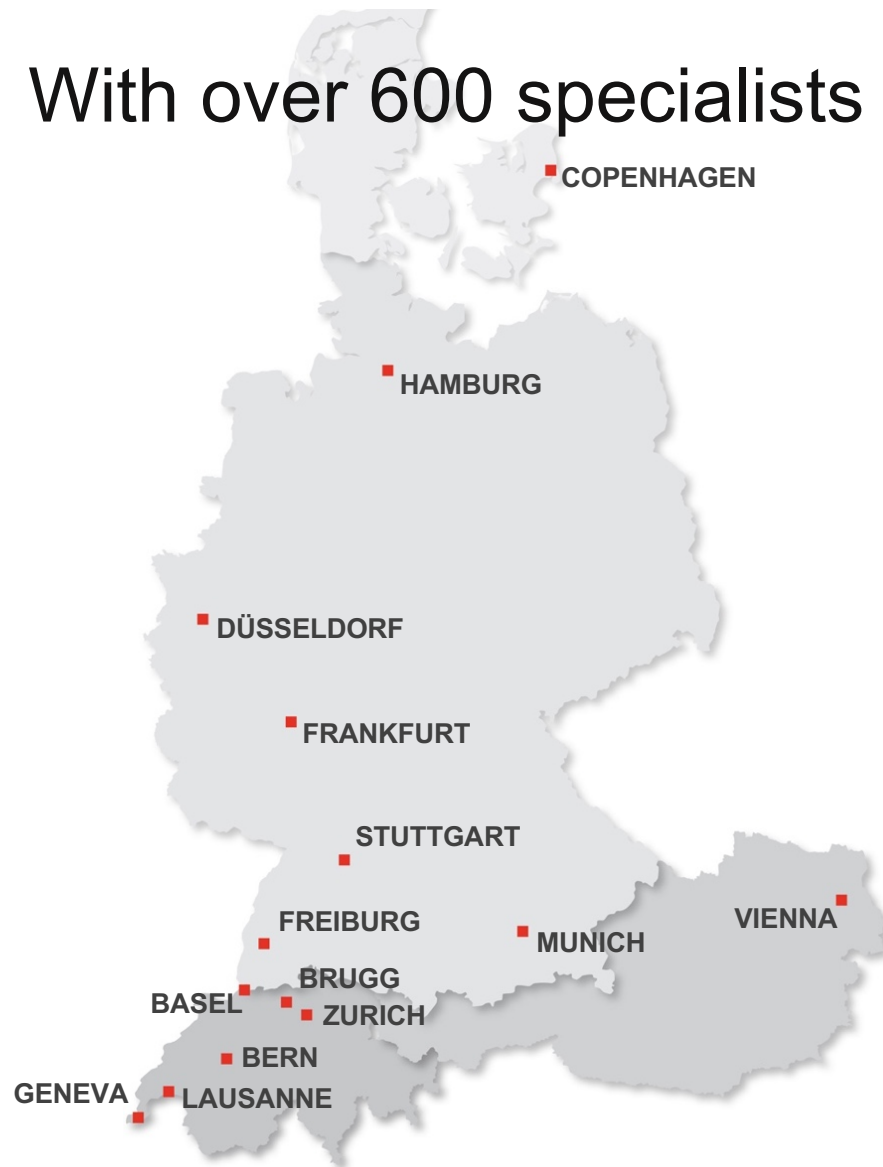 With over 600 specialists
COPENHAGEN
HAMBURG
DÜSSELDORF
FRANKFURT
STUTTGART
VIENNA
FREIBURG
MUNICH
BRUGG
BASEL
ZURICH
BERN
GENEVA
LAUSANNE